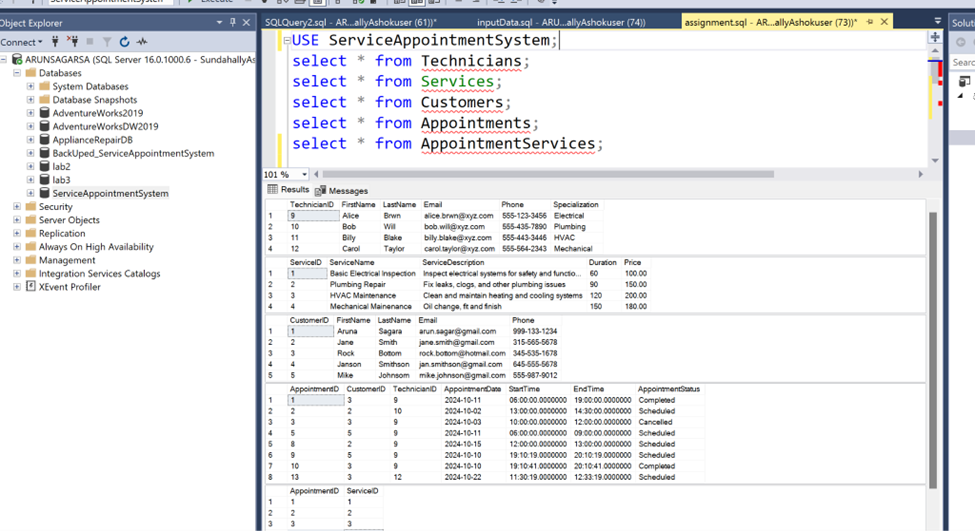 ServiceAppointmentSystem
Execute
Object Explorer
Connect
ARUNSAGARSA (SQL Server 16.0.1000.6 - SundahallyAs
Databases
System Databases
Database Snapshots
AdventureWorks2019
AdventureWorksDW2019
ApplianceRepairDB
BackUped_ServiceAppointmentSystem
lab2
lab3
ServiceAppointmentSystem
Security
Server Objects
Replication
Always On High Availability
Management
Integration Services Catalogs
XEvent Profiler
SQLQuery2.sql - AR...allyAshokuser (61))* inputData.sql - ARU...allyAshokuser (74)) assignment.sql - AR...allyAshokuser (73))*
USE ServiceAppointmentSystem;
select * from Technicians;
select * from Services;
select * from Customers;
select * from Appointments;
select * from AppointmentServices;
101 %
Results Messages
TechnicianID FirstName LastName Email Phone Specialization
1 9 Alice Brwn alice.brwn@xyz.com 555-123-3456 Electrical
2 10 Bob Will bob.will@xyz.com 555-435-7890 Plumbing
3 11 Billy Blake billy.blake@xyz.com 555-443-3446 HVAC
4 12 Carol Taylor carol.taylor@xyz.com 555-564-2343 Mechanical
ServiceID ServiceName ServiceDescription Duration Price
1 1 Basic Electrical Inspection Inspect electrical systems for safety and functio... 60 100.00
2 2 Plumbing Repair Fix leaks, clogs, and other plumbing issues 90 150.00
3 3 HVAC Maintenance Clean and maintain heating and cooling systems 120 200.00
4 4 Mechanical Mainenance Oil change, fit and finish 150 180.00
CustomerID FirstName LastName Email Phone
1 1 Aruna Sagara arun.sagar@gmail.com 999-133-1234
2 2 Jane Smith jane.smith@gmail.com 315-565-5678
3 3 Rock Bottom rock.bottom@hotmail.com 345-535-1678
4 4 Janson Smithson jan.smithson@gmail.com 645-555-5678
5 5 Mike Johnsom mike.johnson@gmail.com 555-987-9012
AppointmentID CustomerID TechnicianID AppointmentDate StartTime EndTime AppointmentStatus
1 1 3 9 2024-10-11 06:00:00.0000000 19:00:00.0000000 Completed
2 2 2 10 2024-10-02 13:00:00.0000000 14:30:00.0000000 Scheduled
3 3 3 9 2024-10-03 10:00:00.0000000 12:00:00.0000000 Cancelled
4 5 5 9 2024-10-11 06:00:00.0000000 09:00:00.0000000 Scheduled
5 8 2 9 2024-10-15 12:00:00.0000000 13:00:00.0000000 Scheduled
6 9 5 9 2024-10-10 19:10:19.0000000 20:10:19.0000000 Scheduled
7 10 3 9 2024-10-10 19:10:41.0000000 20:10:41.0000000 Completed
8 13 3 12 2024-10-22 11:30:19.0000000 12:33:19.0000000 Scheduled
AppointmentID ServiceID
1 1 1
2 2 2
3 3 3